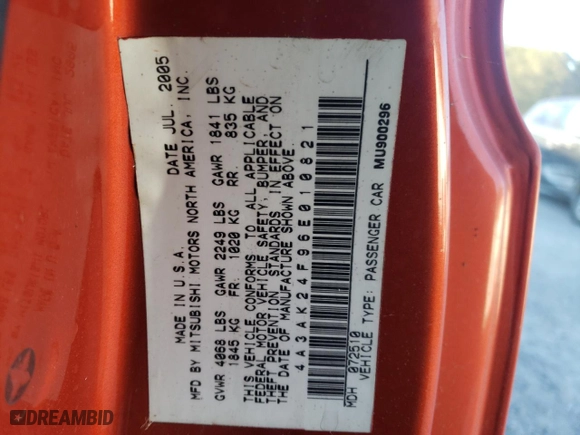 MADE IN U.S.A. DATE JUL. 2005
MFD BY MITSUBISHI MOTORS NORTH AMERICA, INC.
GVWR 4068 LBS GAWR 2249 LBS GAWR 1841 LBS
1845 KG FR. 1020 KG RR. 835 KG
THIS VEHICLE CONFORMS TO ALL APPLICABLE
FEDERAL MOTOR VEHICLE SAFETY, BUMPER, AND
THEFT PREVENTION STANDARDS IN EFFECT ON
THE DATE OF MANUFACTURE SHOWN ABOVE.
4A3AK24F96E010821
MDH 072510
VEHICLE TYPE: PASSENGER CAR MU900296
DREAMBID